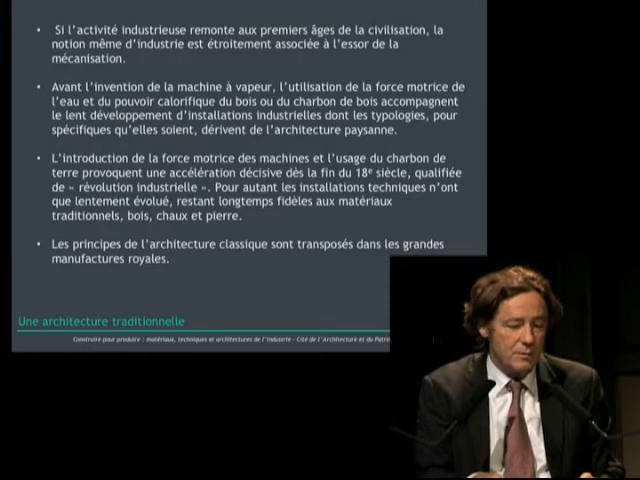 • Si l'activité industrieuse remonte aux premiers âges de la civilisation, la
notion même d'industrie est étroitement associée à l'essor de la
mécanisation.
• Avant l'invention de la machine à vapeur, l'utilisation de la force motrice de
l'eau et du pouvoir calorifique du bois ou du charbon de bois accompagnent
le lent développement d'installations industrielles dont les typologies, pour
spécifiques qu'elles soient, dérivent de l'architecture paysanne.
• L'introduction de la force motrice des machines et l'usage du charbon de
terre provoquent une accélération décisive dès la fin du 18e siècle, qualifiée
de « révolution industrielle ». Pour autant les installations techniques n'ont
que lentement évolué, restant longtemps fidèles aux matériaux
traditionnels, bois, chaux et pierre.
• Les principes de l'architecture classique sont transposés dans les grandes
manufactures royales.
Une architecture traditionnelle
Construire pour produire : matériaux, techniques et architectures de l'industrie - Cité de l'Architecture et du Patri